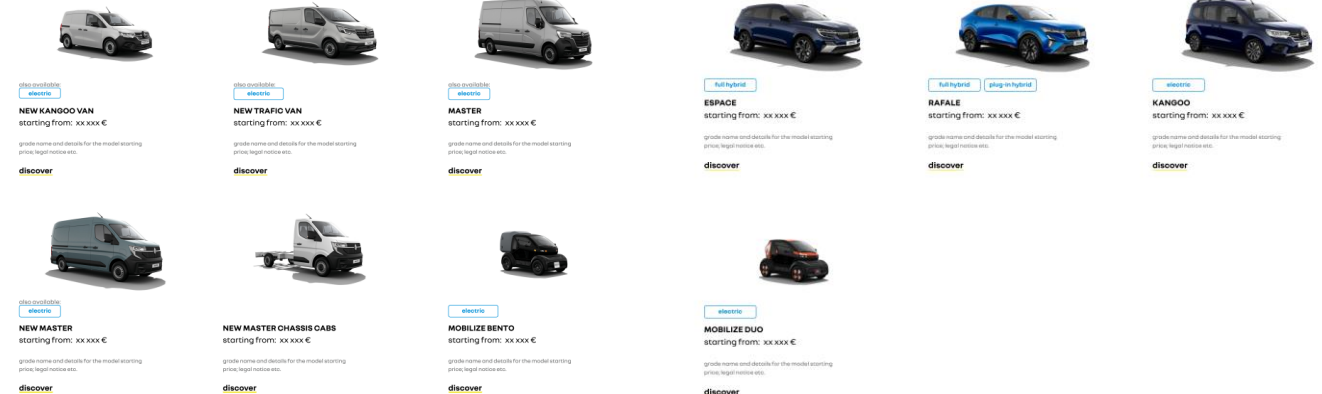 also available:
electric
NEW KANGOO VAN
starting from: xx xxx €
grade name and details for the model starting
price; legal notice etc.
discover
also available:
electric
NEW TRAFIC VAN
starting from: xx xxx €
grade name and details for the model starting
price; legal notice etc.
discover
also available:
electric
MASTER
starting from: xx xxx €
grade name and details for the model starting
price; legal notice etc.
discover
full hybrid
ESPACE
starting from: xx xxx €
grade name and details for the model starting
price; legal notice etc.
discover
full hybrid
plug-in hybrid
RAFALE
starting from: xx xxx €
grade name and details for the model starting
price; legal notice etc.
discover
electric
KANGOO
starting from: xx xxx €
grade name and details for the model starting
price; legal notice etc.
discover
also available:
electric
NEW MASTER
starting from: xx xxx €
grade name and details for the model starting
price; legal notice etc.
discover
NEW MASTER CHASSIS CABS
starting from: xx xxx €
grade name and details for the model starting
price; legal notice etc.
discover
electric
MOBILIZE BENTO
starting from: xx xxx €
grade name and details for the model starting
price; legal notice etc.
discover
electric
MOBILIZE DUO
starting from: xx xxx €
grade name and details for the model starting
price; legal notice etc.
discover